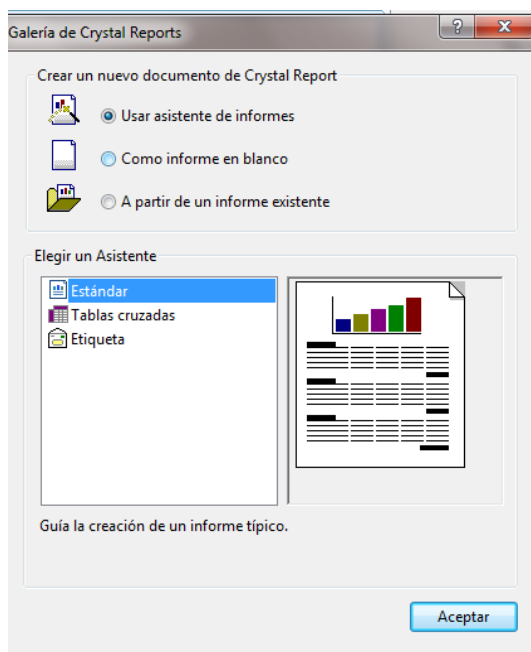 Galería de Crystal Reports
Crear un nuevo documento de Crystal Report
Usar asistente de informes
Como informe en blanco
A partir de un informe existente
Elegir un Asistente
Estándar
Tablas cruzadas
Etiqueta
Guía la creación de un informe típico.
Aceptar